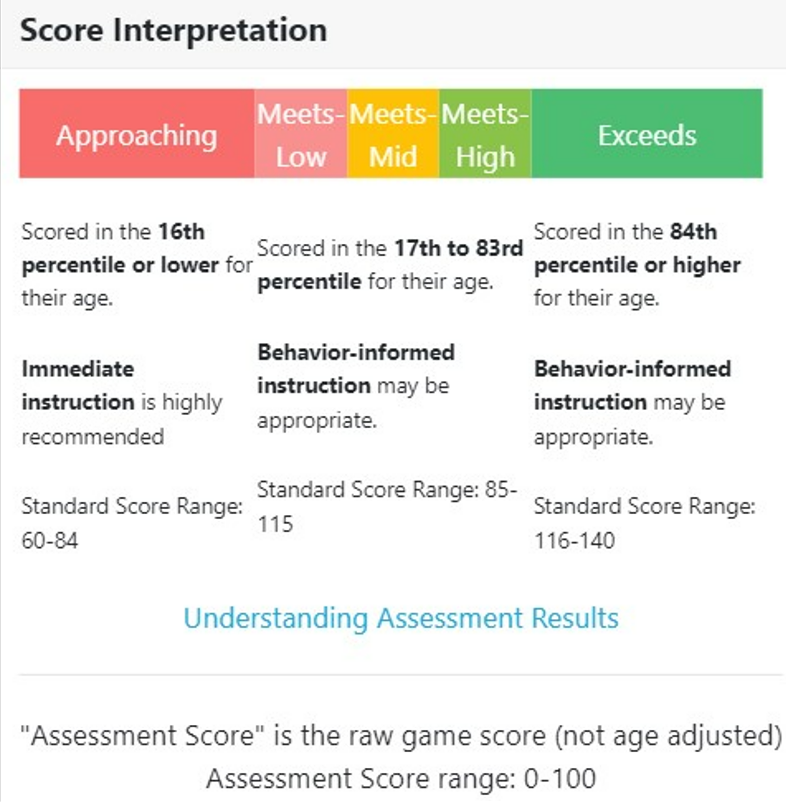 Score Interpretation
Approaching
Meets-
Low
Meets-
Mid
Meets-
High
Exceeds
Scored in the 16th
percentile or lower for
their age.
Immediate
instruction is highly
recommended
Standard Score Range:
60-84
Scored in the 17th to 83rd
percentile for their age.
Behavior-informed
instruction may be
appropriate.
Standard Score Range: 85-
115
Scored in the 84th
percentile or higher
for their age.
Behavior-informed
instruction may be
appropriate.
Standard Score Range:
116-140
Understanding Assessment Results
"Assessment Score" is the raw game score (not age adjusted)
Assessment Score range: 0-100